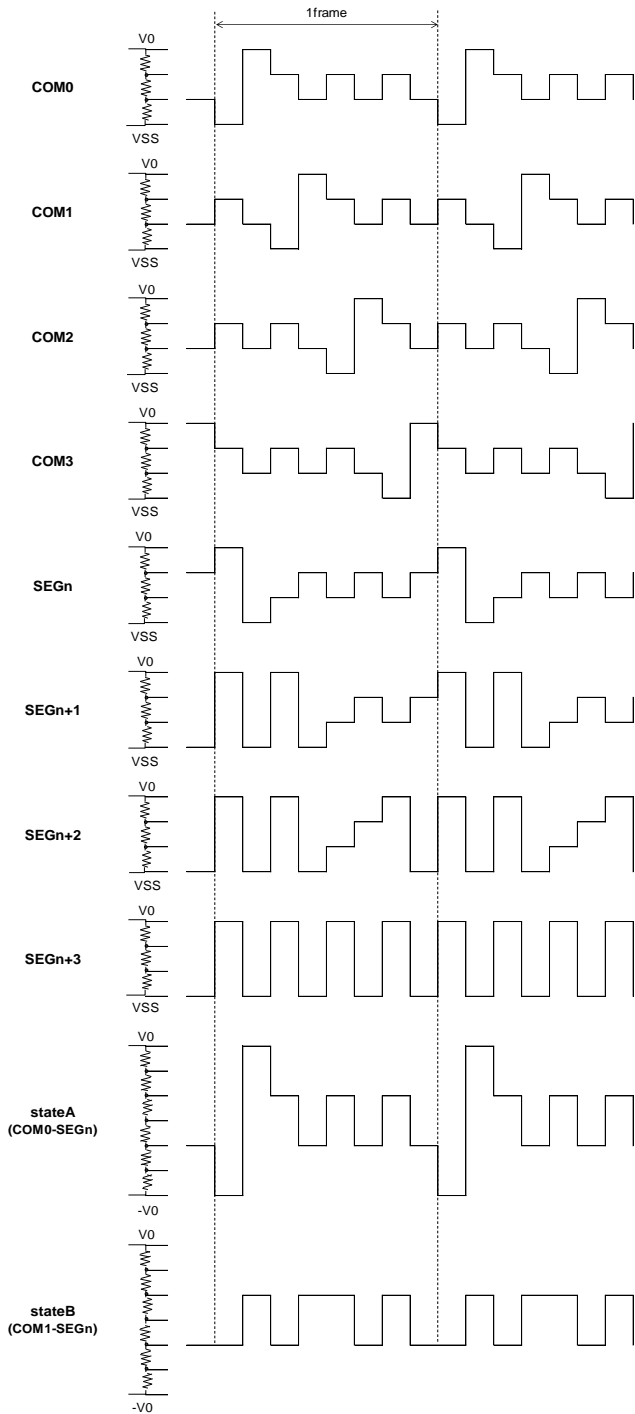 1frame
V0
COM0
VSS
V0
COM1
VSS
V0
COM2
VSS
V0
COM3
VSS
V0
SEGn
VSS
V0
SEGn+1
VSS
V0
SEGn+2
VSS
V0
SEGn+3
VSS
V0
stateA
(COM0-SEGn)
-V0
V0
stateB
(COM1-SEGn)
-V0